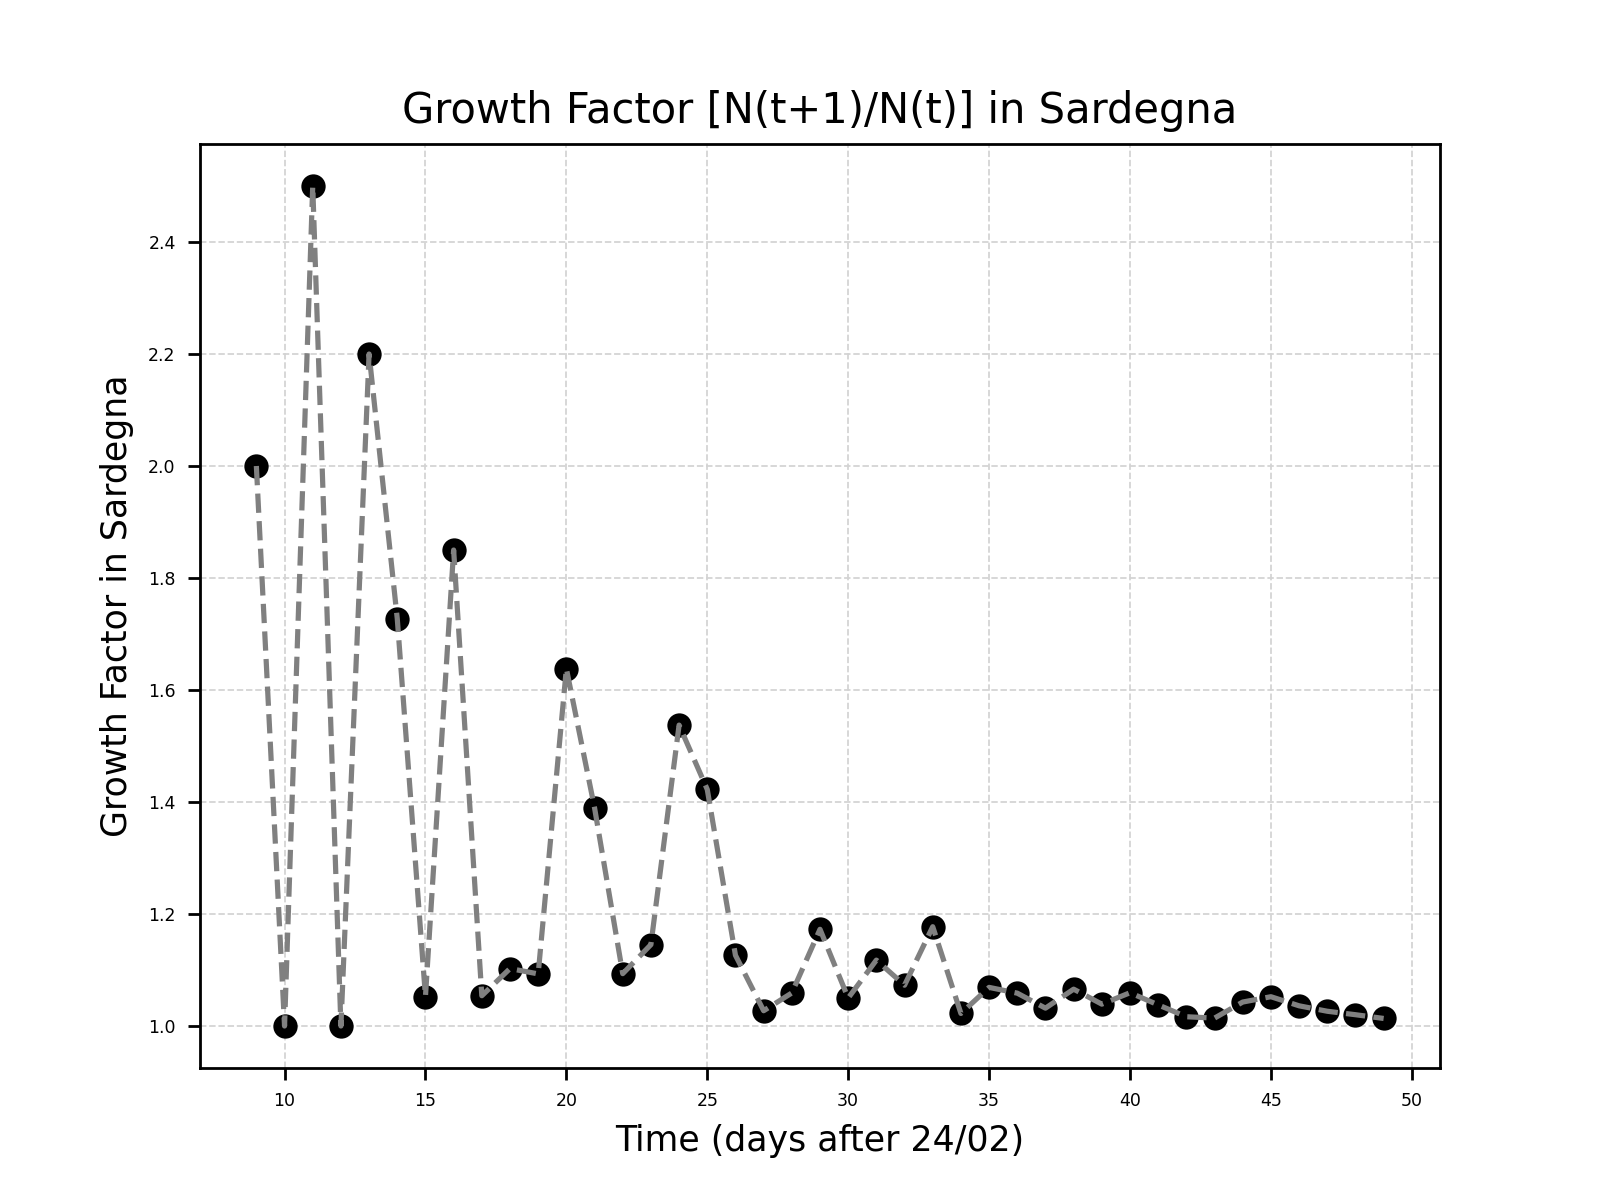 Growth Factor [N(t+1)/N(t)] in Sardegna
Growth Factor in Sardegna
2.4
2.2
2.0
1.8
1.6
1.4
1.2
1.0
10 15 20 25 30 35 40 45 50
Time (days after 24/02)